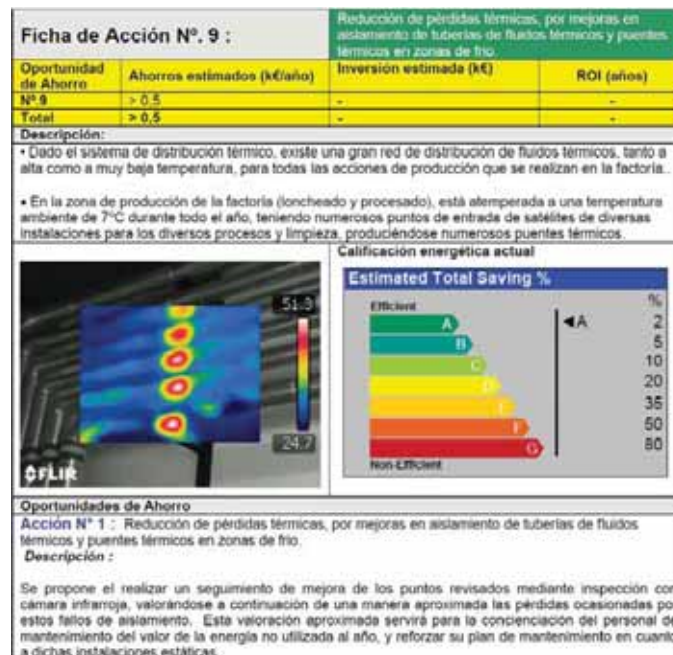 Ficha de Acción Nº. 9 :
Reducción de pérdidas térmicas, por mejoras en
aislamiento de tuberías de fluidos térmicos y puentes
térmicos en zonas de frio.
Oportunidad de Ahorro
Ahorros estimados (k€/año)
Inversión estimada (k€)
ROI (años)
Nº.9 > 0,5 - -
Total > 0,5 - -
Descripción:
• Dado el sistema de distribución térmico, existe una gran red de distribución de fluidos térmicos, tanto a
alta como a muy baja temperatura, para todas las acciones de producción que se realizan en la factoría..
• En la zona de producción de la factoría (loncheado y procesado), está atemperada a una temperatura
ambiente de 7ºC durante todo el año, teniendo numerosos puntos de entrada de satélites de diversas
instalaciones para los diversos procesos y limpieza, produciéndose numerosos puentes térmicos.
51.3
24.7
FLIR
Calificación energética actual
Estimated Total Saving %
Efficient
%
A ◄A 2
B 5
C 10
D 20
E 35
F 50
G 80
Non-Efficient
Oportunidades de Ahorro
Acción Nº 1 : Reducción de pérdidas térmicas, por mejoras en aislamiento de tuberías de fluidos
térmicos y puentes térmicos en zonas de frio.
Descripción :
Se propone el realizar un seguimiento de mejora de los puntos revisados mediante inspección con
cámara infrarroja, valorándose a continuación de una manera aproximada las pérdidas ocasionadas po
estos fallos de aislamiento. Esta valoración aproximada servirá para la concienciación del personal de
mantenimiento del valor de la energía no utilizada al año, y reforzar su plan de mantenimiento en cuanto
a dichas instalaciones estáticas.